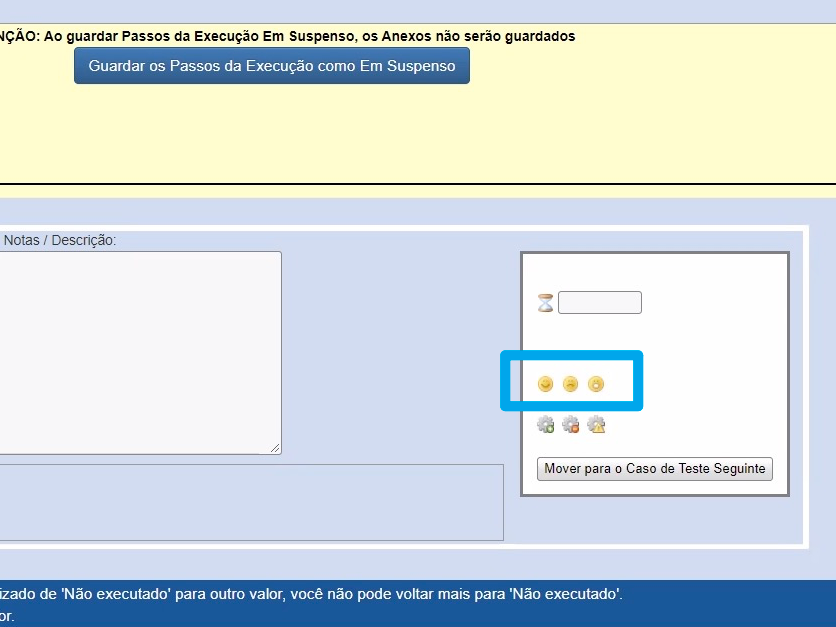 NÇÃO: Ao guardar Passos da Execução Em Suspenso, os Anexos não serão guardados
Guardar os Passos da Execução como Em Suspenso
Notas / Descrição:
Mover para o Caso de Teste Seguinte
izado de 'Não executado' para outro valor, você não pode voltar mais para 'Não executado'.
or.